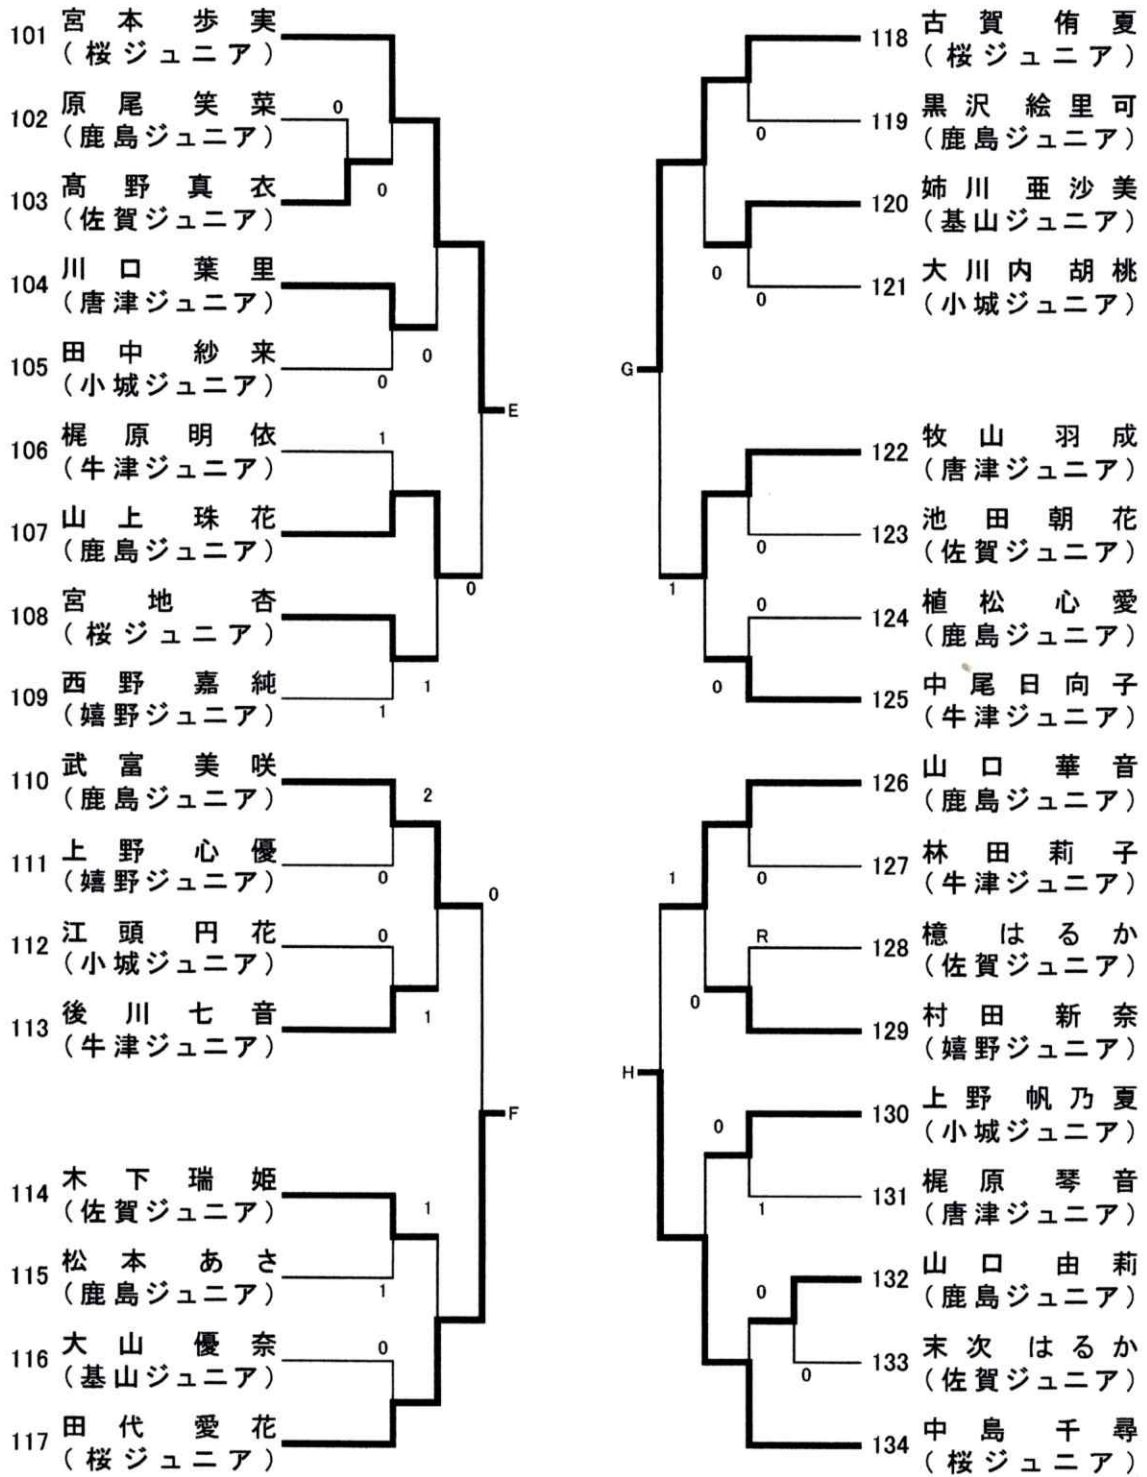 101 宮本歩実
(桜ジュニア)
0
102 原尾笑菜
(鹿島ジュニア)
103 髙野真衣
(佐賀ジュニア)
0
104 川口葉里
(唐津ジュニア)
0
105 田中紗来
(小城ジュニア)
0
E
106 梶原明依
(牛津ジュニア)
1
107 山上珠花
(鹿島ジュニア)
0
108 宮地杏
(桜ジュニア)
1
109 西野嘉純
(嬉野ジュニア)
1
110 武富美咲
(鹿島ジュニア)
2
111 上野心優
(嬉野ジュニア)
0
0
112 江頭円花
(小城ジュニア)
0
113 後川七音
(牛津ジュニア)
1
F
114 木下瑞姫
(佐賀ジュニア)
1
115 松本あさ
(鹿島ジュニア)
1
116 大山優奈
(基山ジュニア)
0
117 田代愛花
(桜ジュニア)
118 古賀侑夏
(桜ジュニア)
119 黒沢絵里可
(鹿島ジュニア)
0
120 姉川亜沙美
(基山ジュニア)
0
121 大川内胡桃
(小城ジュニア)
0
G
122 牧山羽成
(唐津ジュニア)
123 池田朝花
(佐賀ジュニア)
0
1
124 植松心愛
(鹿島ジュニア)
0
125 中尾日向子
(牛津ジュニア)
0
126 山口華音
(鹿島ジュニア)
127 林田莉子
(牛津ジュニア)
0
1
128 檍はるか
(佐賀ジュニア)
R
129 村田新奈
(嬉野ジュニア)
0
H
130 上野帆乃夏
(小城ジュニア)
0
131 梶原琴音
(唐津ジュニア)
1
132 山口由莉
(鹿島ジュニア)
0
133 末次はるか
(佐賀ジュニア)
0
134 中島千尋
(桜ジュニア)